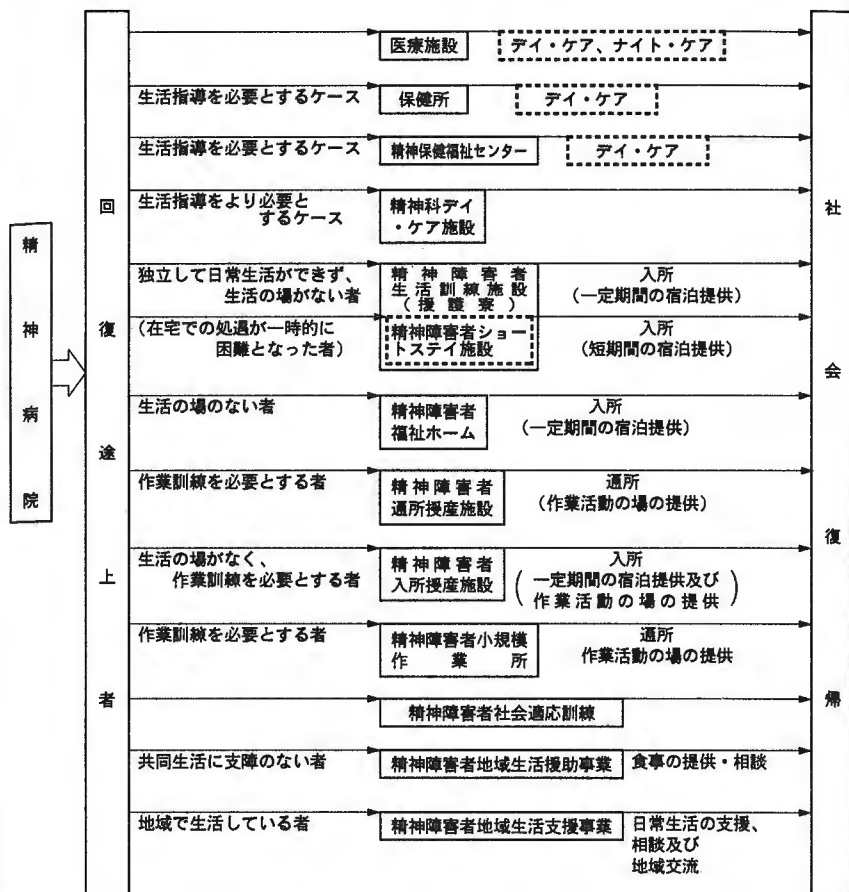 精神病院
回復途上者
医療施設 デイ・ケア、ナイト・ケア
生活指導を必要とするケース 保健所 デイ・ケア
生活指導を必要とするケース 精神保健福祉センター デイ・ケア
生活指導をより必要と
するケース
精神科デイ
・ケア施設
独立して日常生活ができず、
生活の場がない者
精神障害者
生活訓練施設
(援護寮)
入所
(一定期間の宿泊提供)
(在宅での処遇が一時的に
困難となった者)
精神障害者ショー
トステイ施設
入所
(短期間の宿泊提供)
生活の場のない者
精神障害者
福祉ホーム
入所
(一定期間の宿泊提供)
作業訓練を必要とする者
精神障害者
通所授産施設
通所
(作業活動の場の提供)
生活の場がなく、
作業訓練を必要とする者
精神障害者
入所授産施設
入所
(一定期間の宿泊提供及び
作業活動の場の提供)
作業訓練を必要とする者
精神障害者小規模
作業所
通所
作業活動の場の提供
精神障害者社会適応訓練
共同生活に支障のない者 精神障害者地域生活援助事業 食事の提供・相談
地域で生活している者 精神障害者地域生活支援事業 日常生活の支援、
相談及び
地域交流
社会復帰